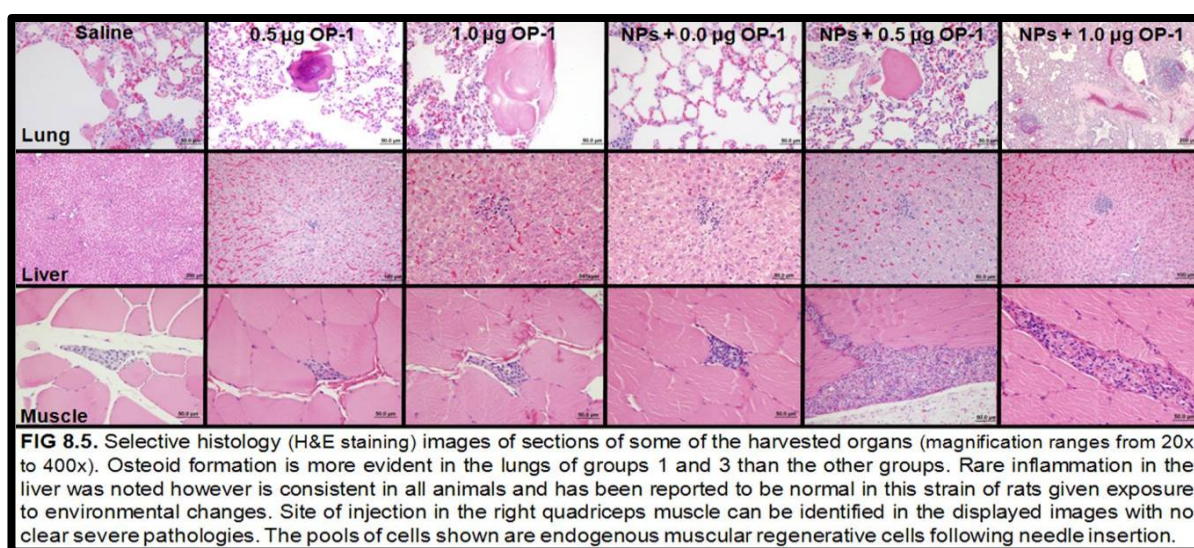 Saline 0.5 µg OP-1 1.0 µg OP-1 NPs + 0.0 µg OP-1 NPs + 0.5 µg OP-1 NPs + 1.0 µg OP-1
Lung
Liver
Muscle
FIG 8.5. Selective histology (H&E staining) images of sections of some of the harvested organs (magnification ranges from 20x
to 400x). Osteoid formation is more evident in the lungs of groups 1 and 3 than the other groups. Rare inflammation in the
liver was noted however is consistent in all animals and has been reported to be normal in this strain of rats given exposure
to environmental changes. Site of injection in the right quadriceps muscle can be identified in the displayed images with no
clear severe pathologies. The pools of cells shown are endogenous muscular regenerative cells following needle insertion.